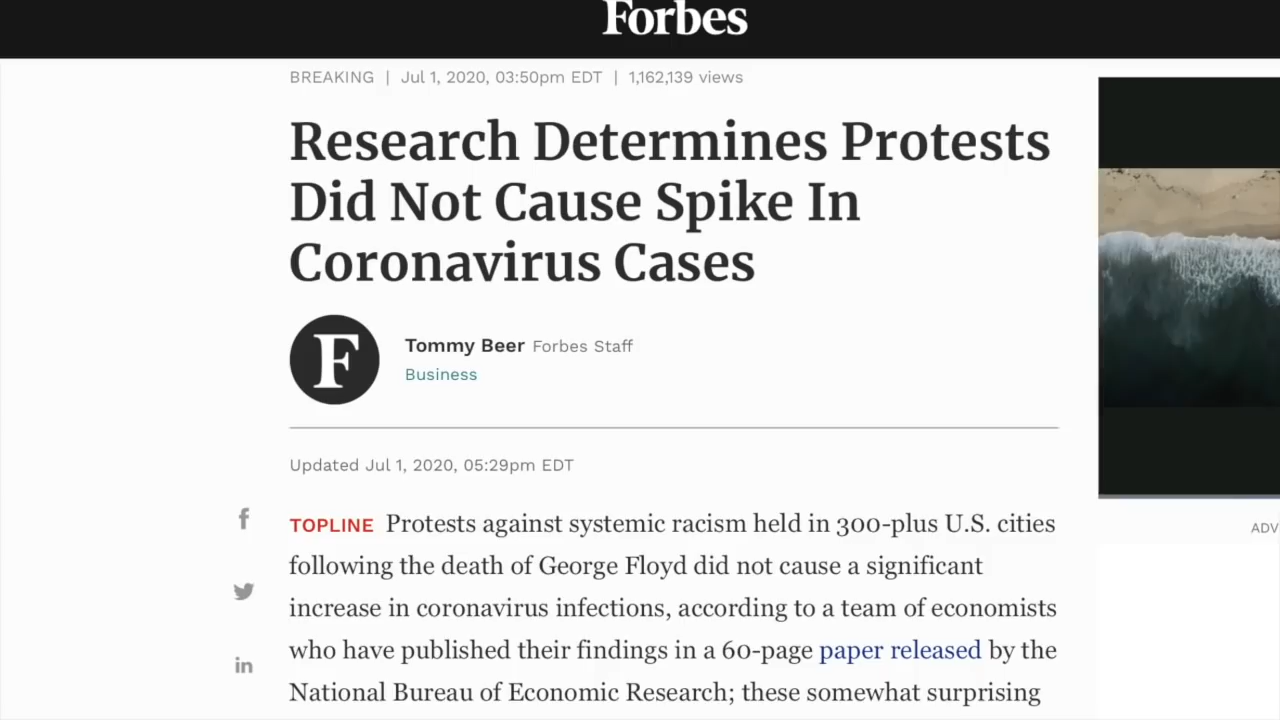 Forbes
BREAKING | Jul 1, 2020, 03:50pm EDT | 1,162,139 views
Research Determines Protests
Did Not Cause Spike In
Coronavirus Cases
F
Tommy Beer Forbes Staff
Business
Updated Jul 1, 2020, 05:29pm EDT
TOPLINE Protests against systemic racism held in 300-plus U.S. cities
following the death of George Floyd did not cause a significant
increase in coronavirus infections, according to a team of economists
who have published their findings in a 60-page paper released by the
National Bureau of Economic Research; these somewhat surprising
f
in
ADV